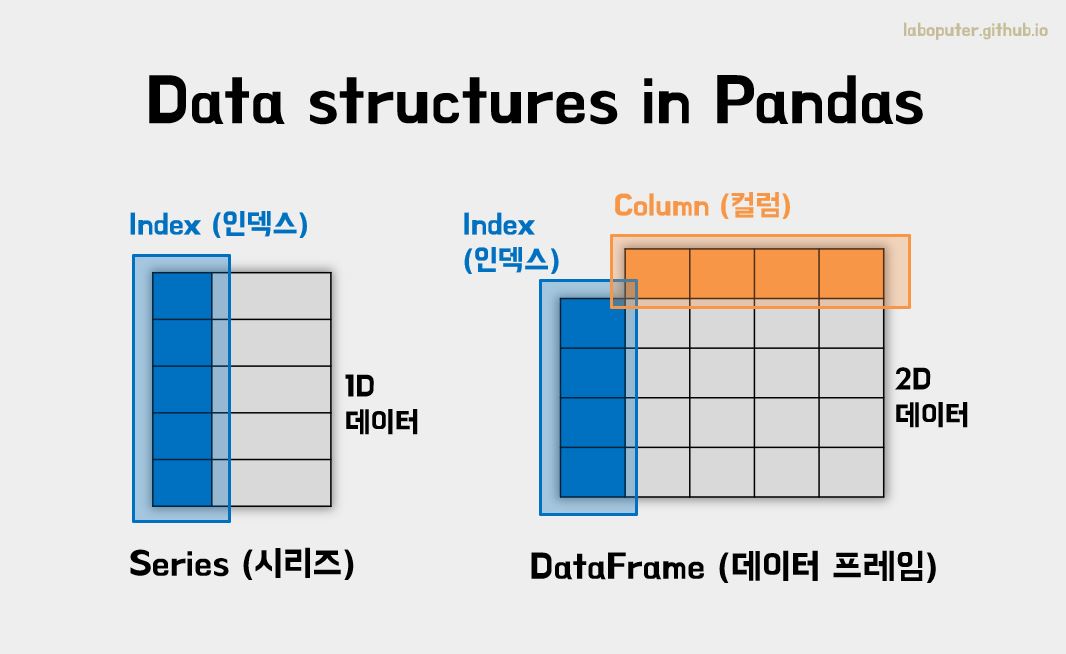 laboputer.github.io
Data structures in Pandas
Index (인덱스)
1D
데이터
Series (시리즈)
Index
(인덱스)
Column (컬럼)
2D
데이터
DataFrame (데이터 프레임)